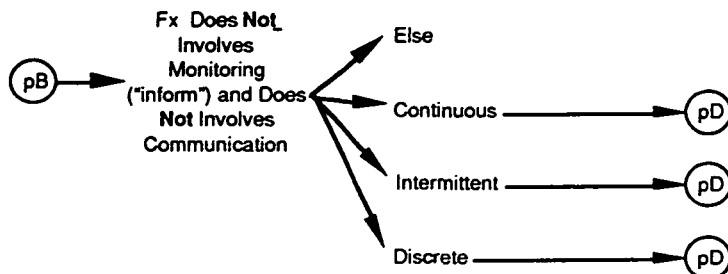 Fx Does Not
Involves
Monitoring
("inform") and Does
Not Involves
Communication
pB
Else
Continuous
pD
Intermittent
pD
Discrete
pD